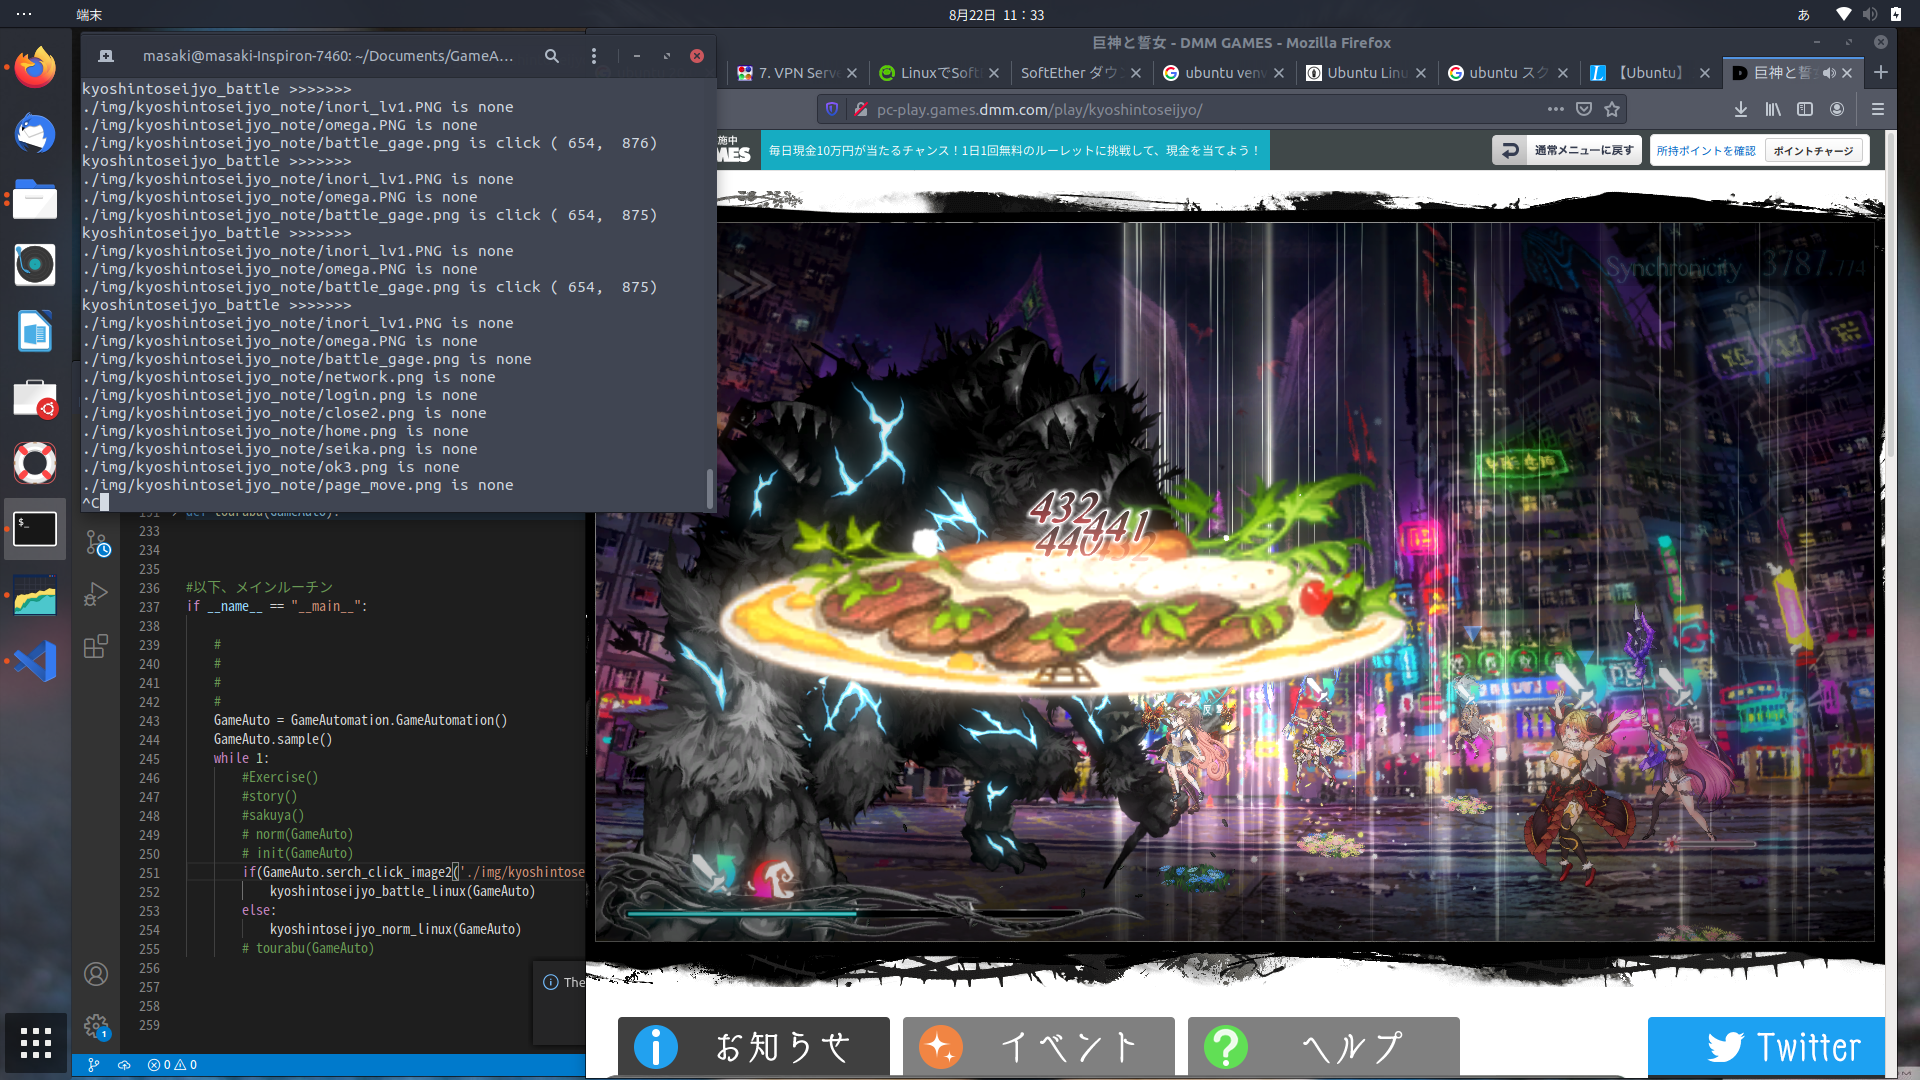 端末
8月22日 11：33
あ
masaki@masaki-Inspiron-7460: ~/Documents/GameA...
kyoshintoseijyo_battle >>>>>>>
./img/kyoshintoseijyo_note/inori_lv1.PNG is none
./img/kyoshintoseijyo_note/omega.PNG is none
./img/kyoshintoseijyo_note/battle_gage.png is click ( 654,  876)
kyoshintoseijyo_battle >>>>>>>
./img/kyoshintoseijyo_note/inori_lv1.PNG is none
./img/kyoshintoseijyo_note/omega.PNG is none
./img/kyoshintoseijyo_note/battle_gage.png is click ( 654,  875)
kyoshintoseijyo_battle >>>>>>>
./img/kyoshintoseijyo_note/inori_lv1.PNG is none
./img/kyoshintoseijyo_note/omega.PNG is none
./img/kyoshintoseijyo_note/battle_gage.png is click ( 654,  875)
kyoshintoseijyo_battle >>>>>>>
./img/kyoshintoseijyo_note/inori_lv1.PNG is none
./img/kyoshintoseijyo_note/omega.PNG is none
./img/kyoshintoseijyo_note/battle_gage.png is none
./img/kyoshintoseijyo_note/network.png is none
./img/kyoshintoseijyo_note/login.png is none
./img/kyoshintoseijyo_note/close2.png is none
./img/kyoshintoseijyo_note/home.png is none
./img/kyoshintoseijyo_note/seika.png is none
./img/kyoshintoseijyo_note/ok3.png is none
./img/kyoshintoseijyo_note/page_move.png is none
^C
233
234
235
236 #以下、メインルーチン
237 if __name__ == "__main__":
238
239 #
240 #
241 #
242 #
243 GameAuto = GameAutomation.GameAutomation()
244 GameAuto.sample()
245 while 1:
246 #Exercise()
247 #story()
248 #sakuya()
249 # norm(GameAuto)
250 # init(GameAuto)
251 if(GameAuto.serch_click_image2('./img/kyoshintose
252 kyoshintoseijyo_battle_linux(GameAuto)
253 else:
254 kyoshintoseijyo_norm_linux(GameAuto)
255 # tourabu(GameAuto)
256
257
258
259
The
0 0
1
巨神と誓女 - DMM GAMES - Mozilla Firefox
7. VPN Serve
LinuxでSoft
SoftEther ダウ
ubuntu venv
Ubuntu Linu
ubuntu スク
【Ubuntu】
巨神と誓
pc-play.games.dmm.com/play/kyoshintoseijyo/
施中
MES
毎日現金10万円が当たるチャンス！1日1回無料のルーレットに挑戦して、現金を当てよう！
通常メニューに戻す
所持ポイントを確認
ポイントチャージ
Synchronicity
432
441
440
お知らせ
イベント
ヘルプ
Twitter